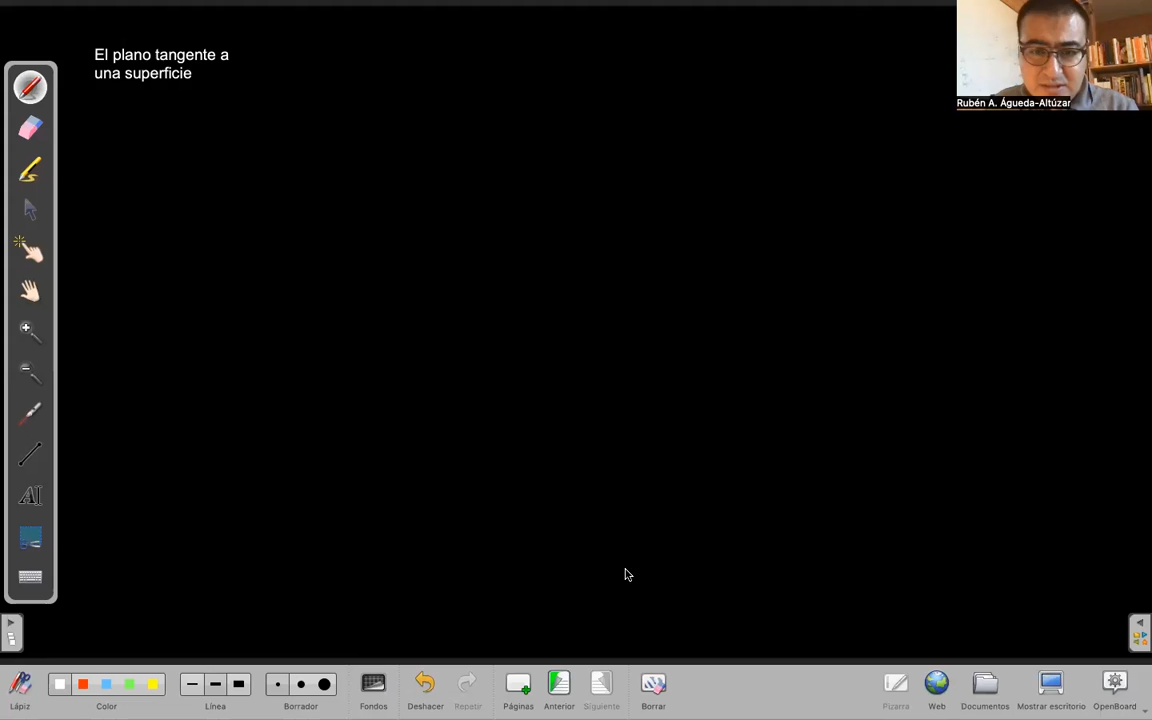 El plano tangente a
una superficie
Rubén A. Águeda-Altúzar
Lápiz
Color
Línea
Borrador
Fondos
Deshacer
Repetir
Páginas
Anterior
Siguiente
Borrar
Pizarra
Web
Documentos
Mostrar escritorio
OpenBoard